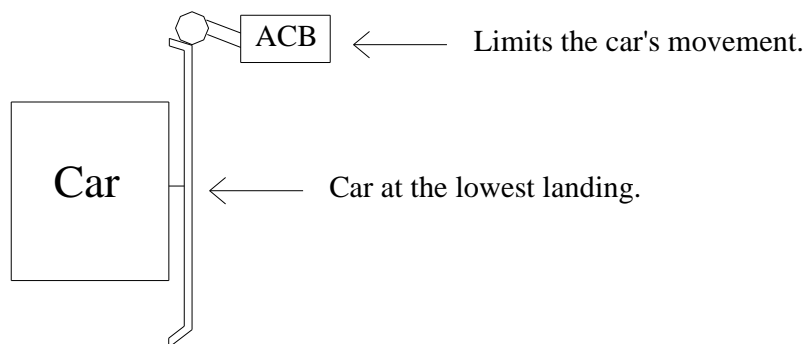 ACB
Limits the car's movement.
Car
Car at the lowest landing.